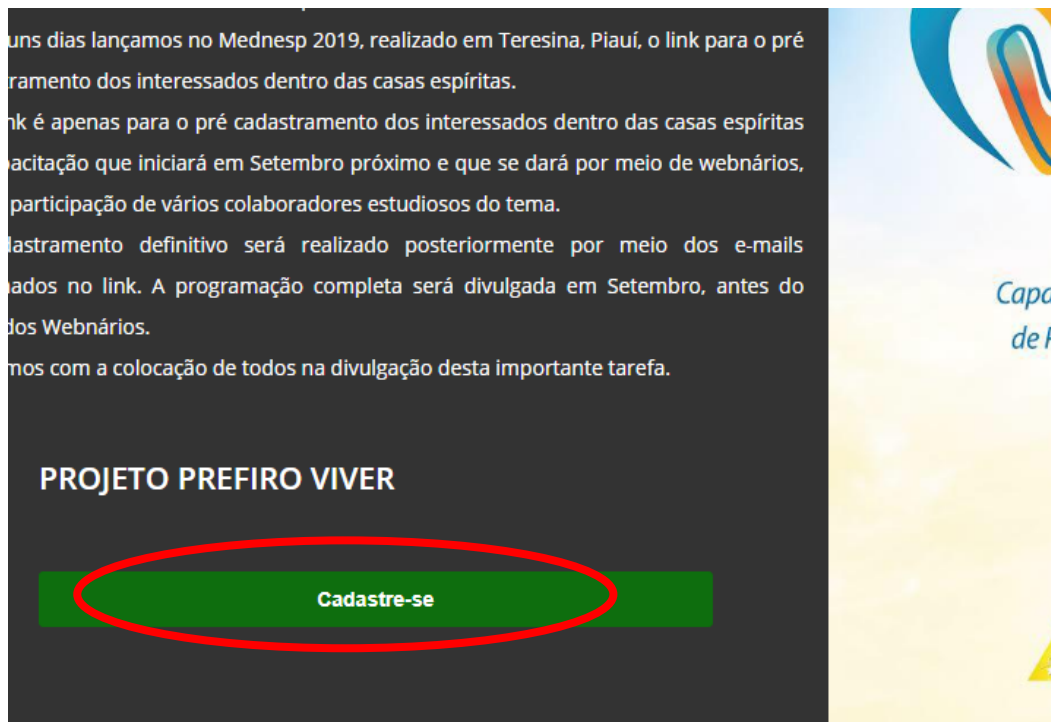 uns dias lançamos no Mednesp 2019, realizado em Teresina, Piauí, o link para o pré
tramento dos interessados dentro das casas espíritas.
nk é apenas para o pré cadastramento dos interessados dentro das casas espíritas
acitação que iniciará em Setembro próximo e que se dará por meio de webnários,
participação de vários colaboradores estudiosos do tema.
dastramento definitivo será realizado posteriormente por meio dos e-mails
nados no link. A programação completa será divulgada em Setembro, antes do
dos Webnários.
mos com a colocação de todos na divulgação desta importante tarefa.
PROJETO PREFIRO VIVER
Cadastre-se
Capa
de